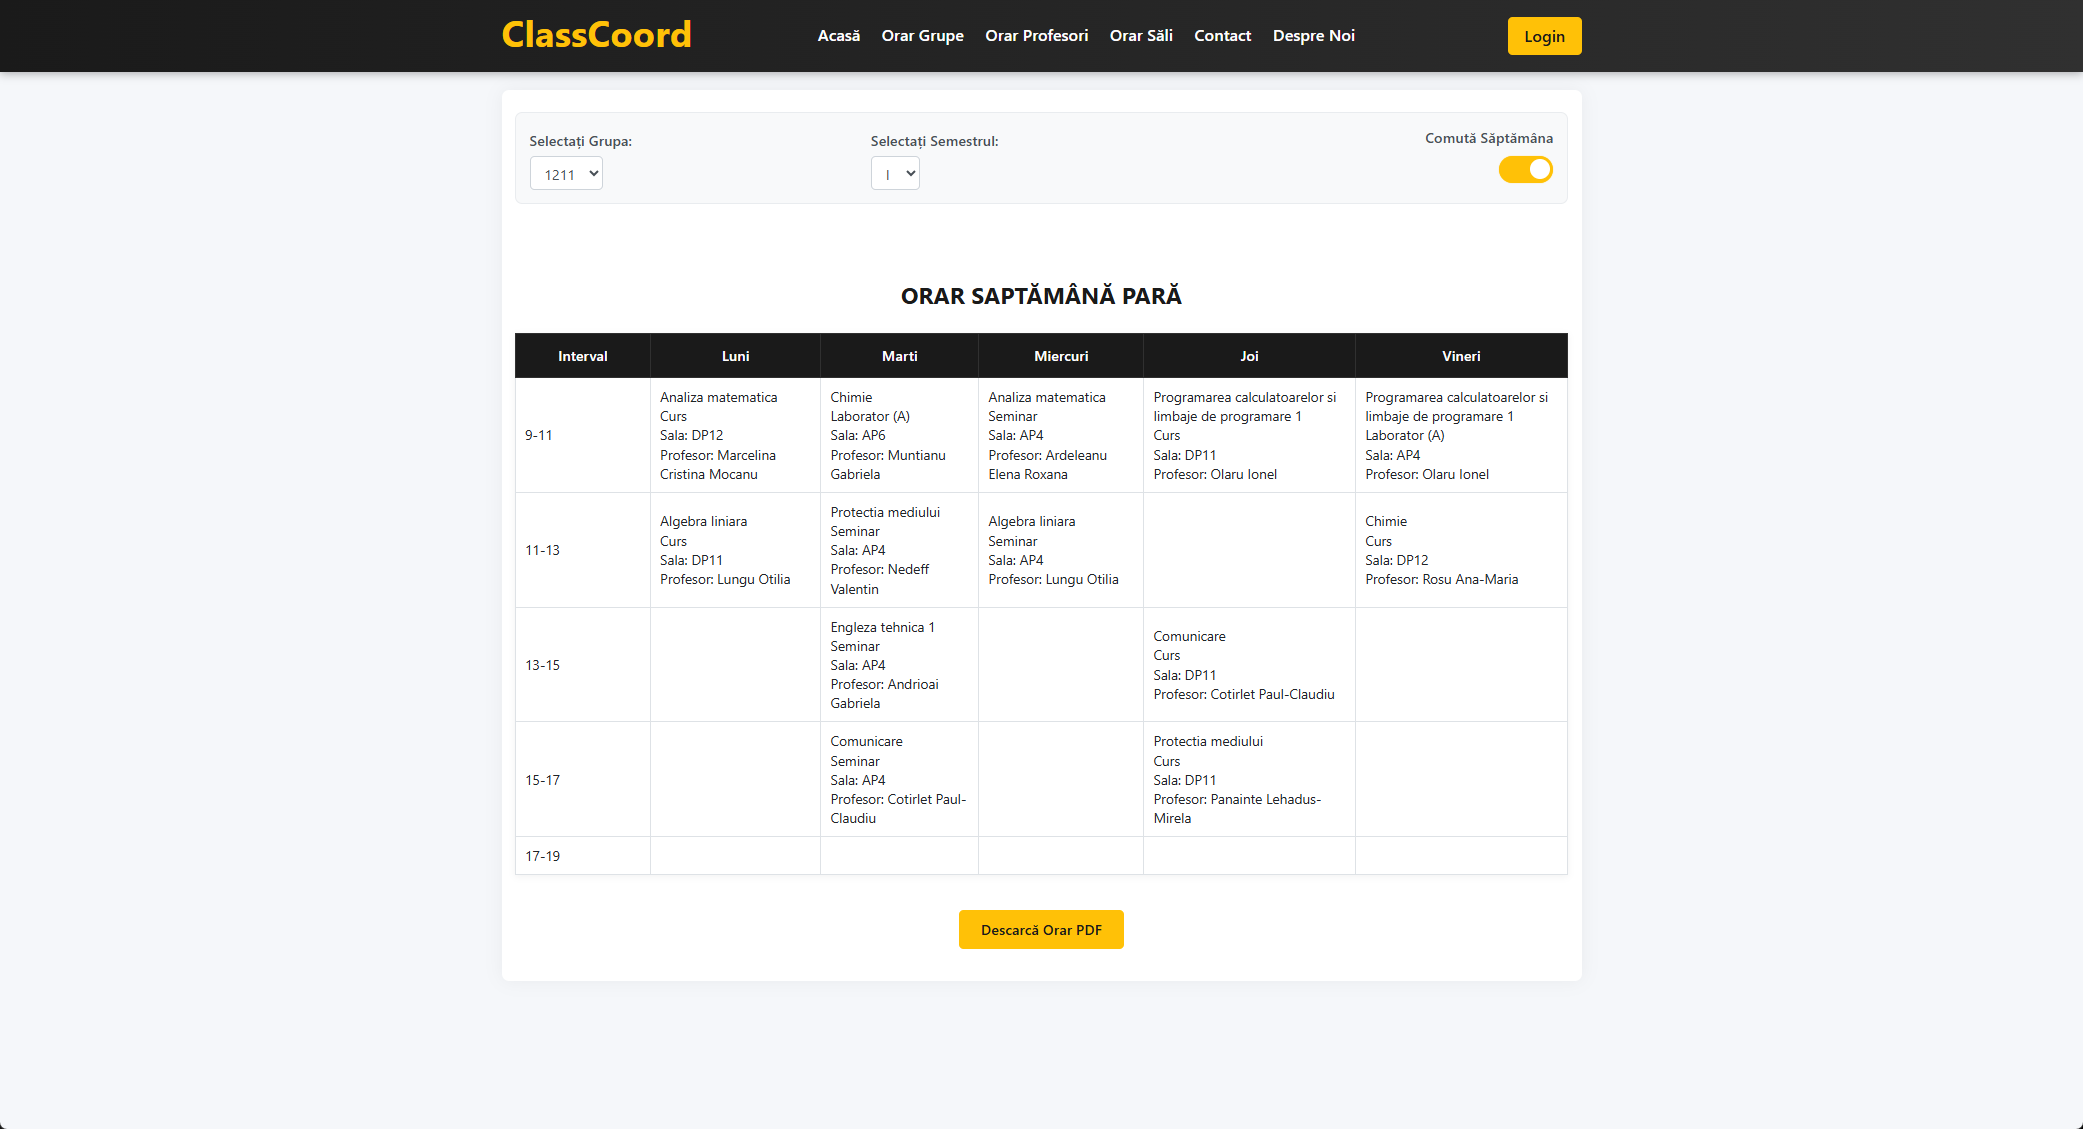 ClassCoord
Acasă Orar Grupe Orar Profesori Orar Săli Contact Despre Noi
Login
Selectați Grupa:
1211
Selectați Semestrul:
I
Comută Săptămâna
ORAR SAPTĂMÂNĂ PARĂ
Interval Luni Marti Miercuri Joi Vineri
9-11
Analiza matematica
Curs
Sala: DP12
Profesor: Marcelina
Cristina Mocanu
Chimie
Laborator (A)
Sala: AP6
Profesor: Muntianu
Gabriela
Analiza matematica
Seminar
Sala: AP4
Profesor: Ardeleanu
Elena Roxana
Programarea calculatoarelor si
limbaje de programare 1
Curs
Sala: DP11
Profesor: Olaru Ionel
Programarea calculatoarelor si
limbaje de programare 1
Laborator (A)
Sala: AP4
Profesor: Olaru Ionel
11-13
Algebra liniara
Curs
Sala: DP11
Profesor: Lungu Otilia
Protectia mediului
Seminar
Sala: AP4
Profesor: Nedeff
Valentin
Algebra liniara
Seminar
Sala: AP4
Profesor: Lungu Otilia
Chimie
Curs
Sala: DP12
Profesor: Rosu Ana-Maria
13-15
Engleza tehnica 1
Seminar
Sala: AP4
Profesor: Andrioai
Gabriela
Comunicare
Curs
Sala: DP11
Profesor: Cotirlet Paul-Claudiu
15-17
Comunicare
Seminar
Sala: AP4
Profesor: Cotirlet Paul-
Claudiu
Protectia mediului
Curs
Sala: DP11
Profesor: Panainte Lehadus-
Mirela
17-19
Descarcă Orar PDF